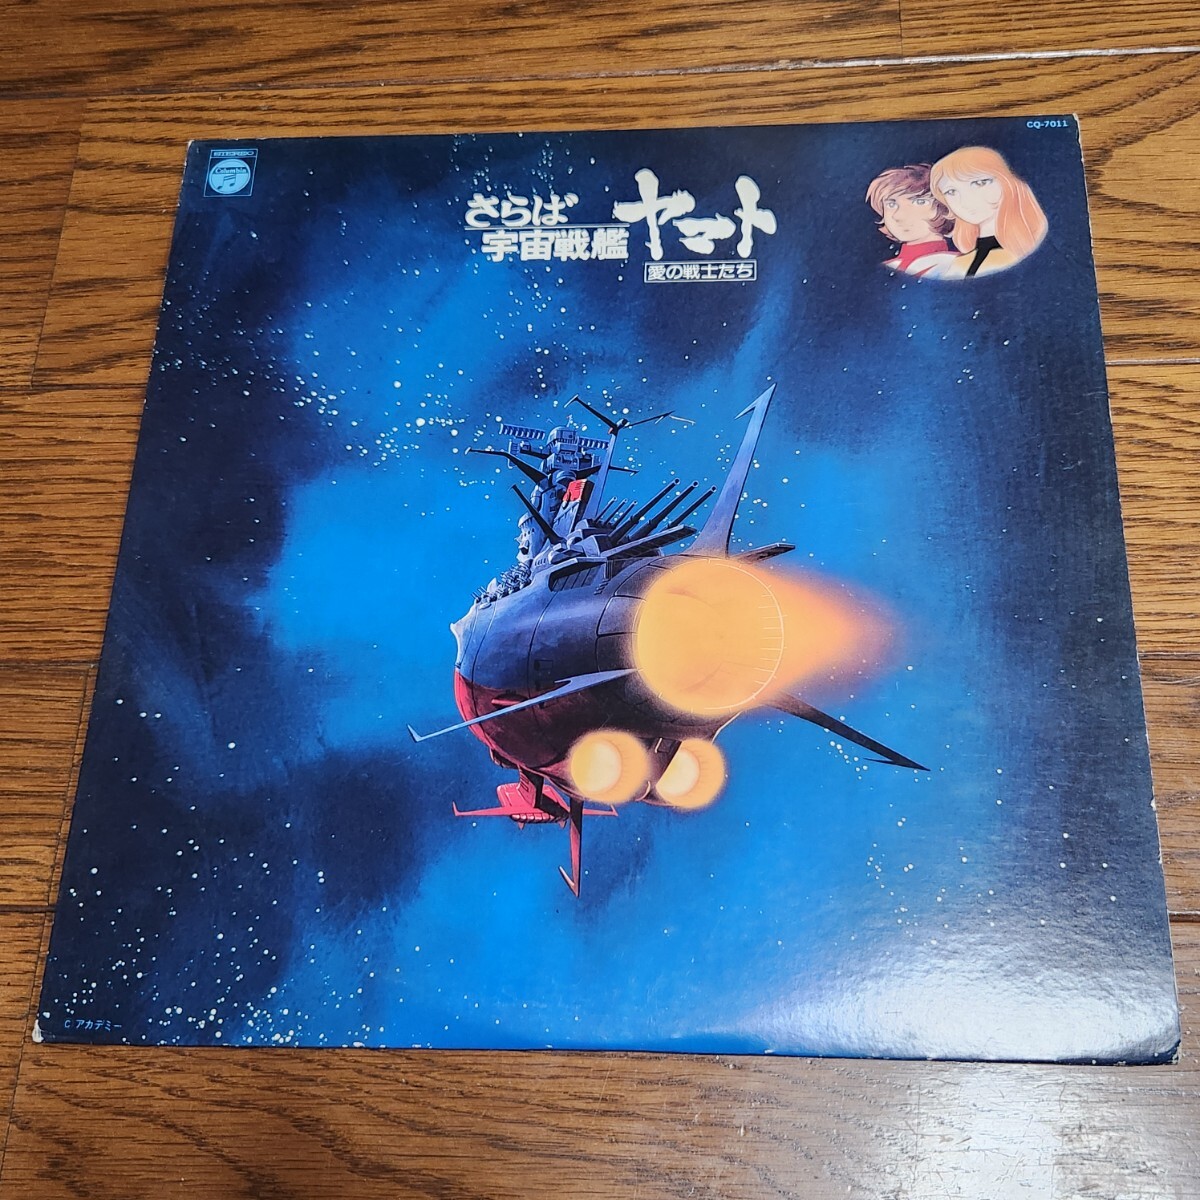 STEREO
Columbia
CQ-7011
さらば
宇宙戦艦
ヤマト
愛の戦士たち
C アカデミー